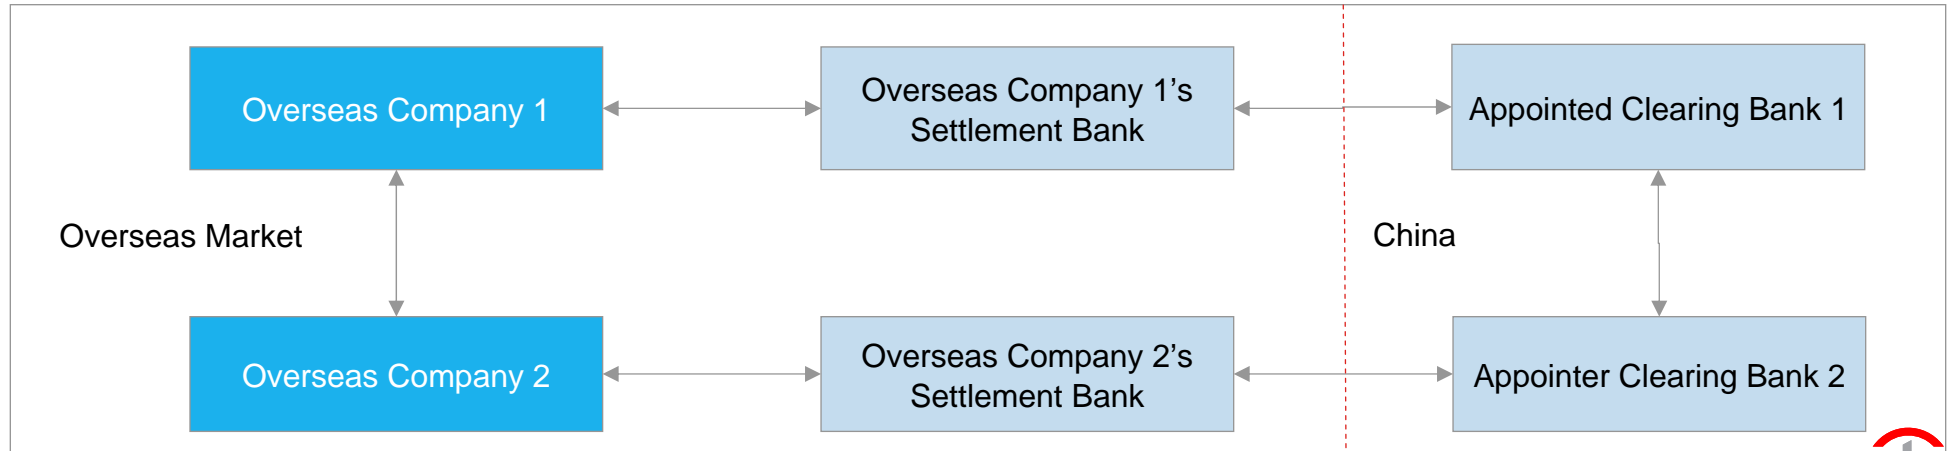 Overseas Company 1
Overseas Company 1’s
Settlement Bank
Appointed Clearing Bank 1
Overseas Market
China
Overseas Company 2
Overseas Company 2’s
Settlement Bank
Appointer Clearing Bank 2